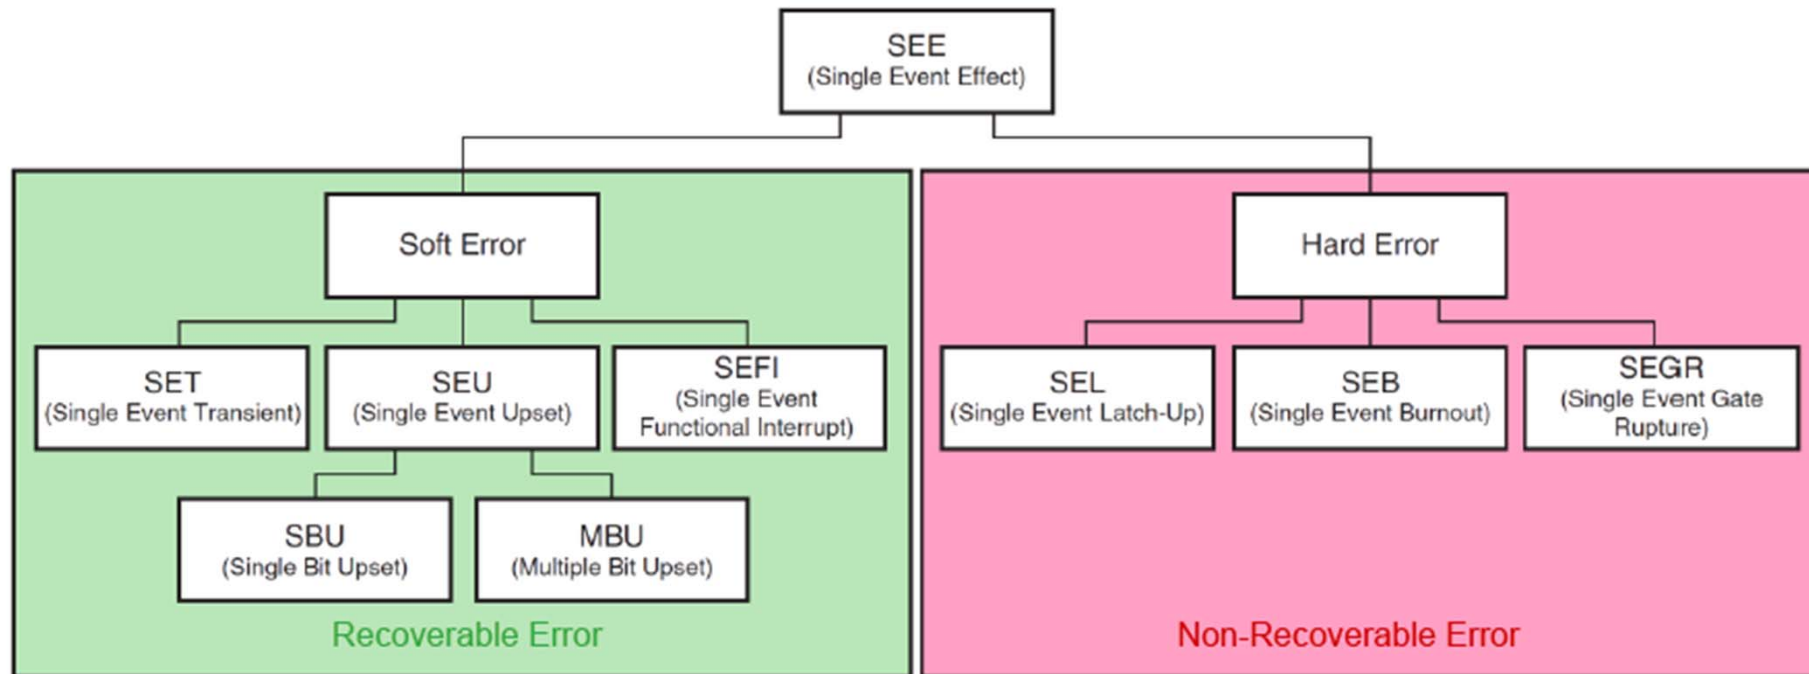 SEE
(Single Event Effect)
Soft Error
Hard Error
SET
(Single Event Transient)
SEU
(Single Event Upset)
SEFI
(Single Event
Functional Interrupt)
SEL
(Single Event Latch-Up)
SEB
(Single Event Burnout)
SEGR
(Single Event Gate
Rupture)
SBU
(Single Bit Upset)
MBU
(Multiple Bit Upset)
Recoverable Error
Non-Recoverable Error